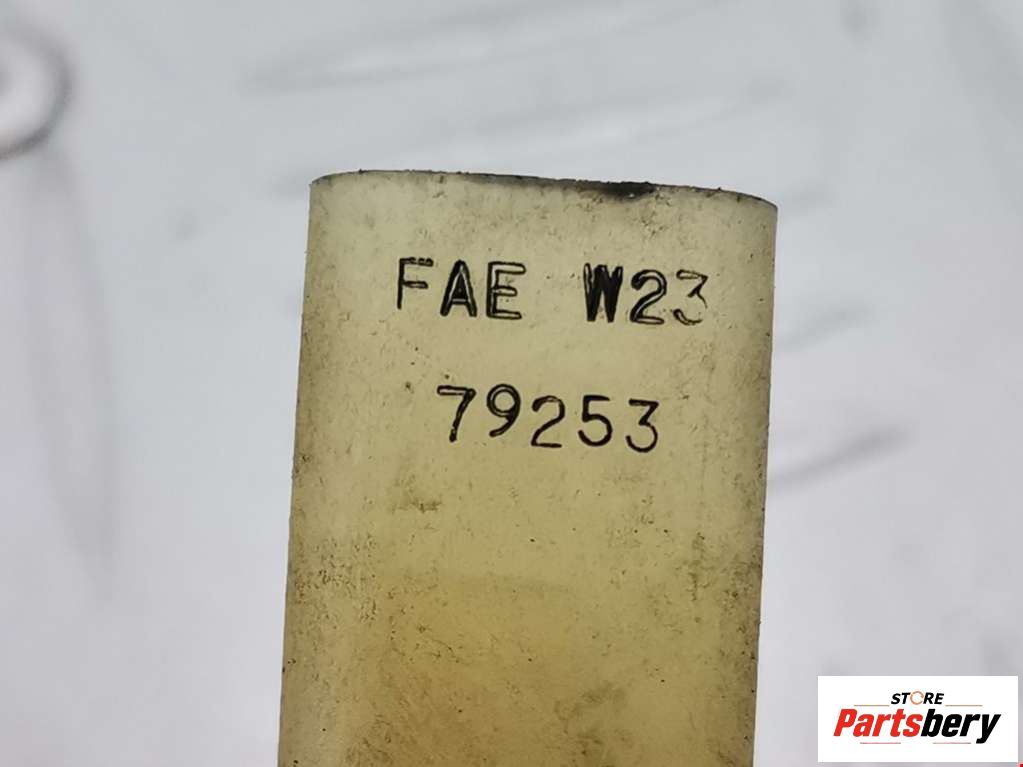 FAE W23
79253
STORE
Partsbery